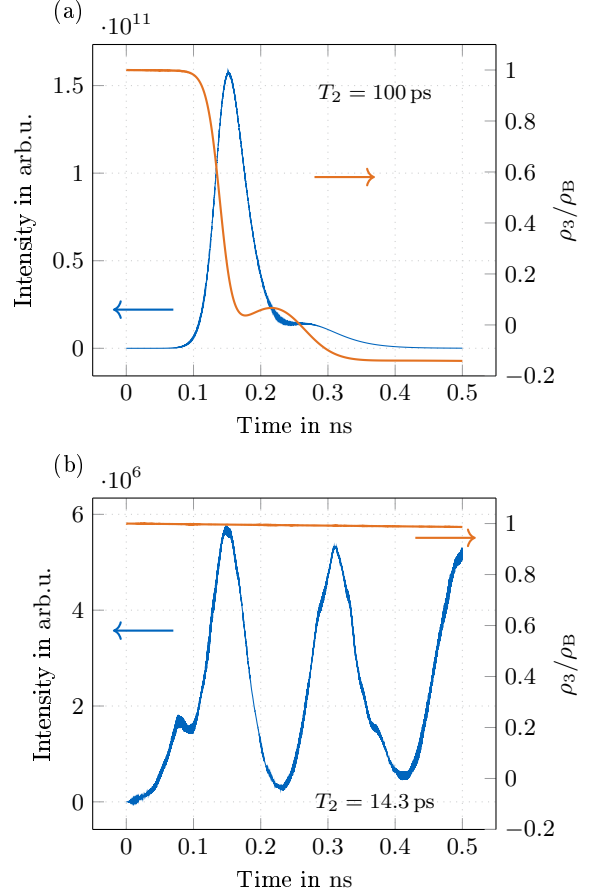 (a)
·10¹¹
1.5
1
0.5
0
Intensity in arb.u.
T₂ = 100 ps
1
0.8
0.6
0.4
0.2
0
−0.2
ρ₃/ρ_B
0 0.1 0.2 0.3 0.4 0.5
Time in ns
(b)
·10⁶
6
4
2
0
Intensity in arb.u.
T₂ = 14.3 ps
1
0.8
0.6
0.4
0.2
0
−0.2
ρ₃/ρ_B
0 0.1 0.2 0.3 0.4 0.5
Time in ns